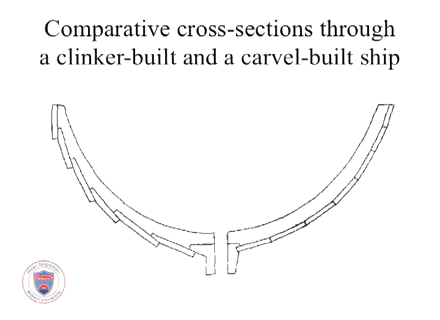 Comparative cross-sections through
a clinker-built and a carvel-built ship